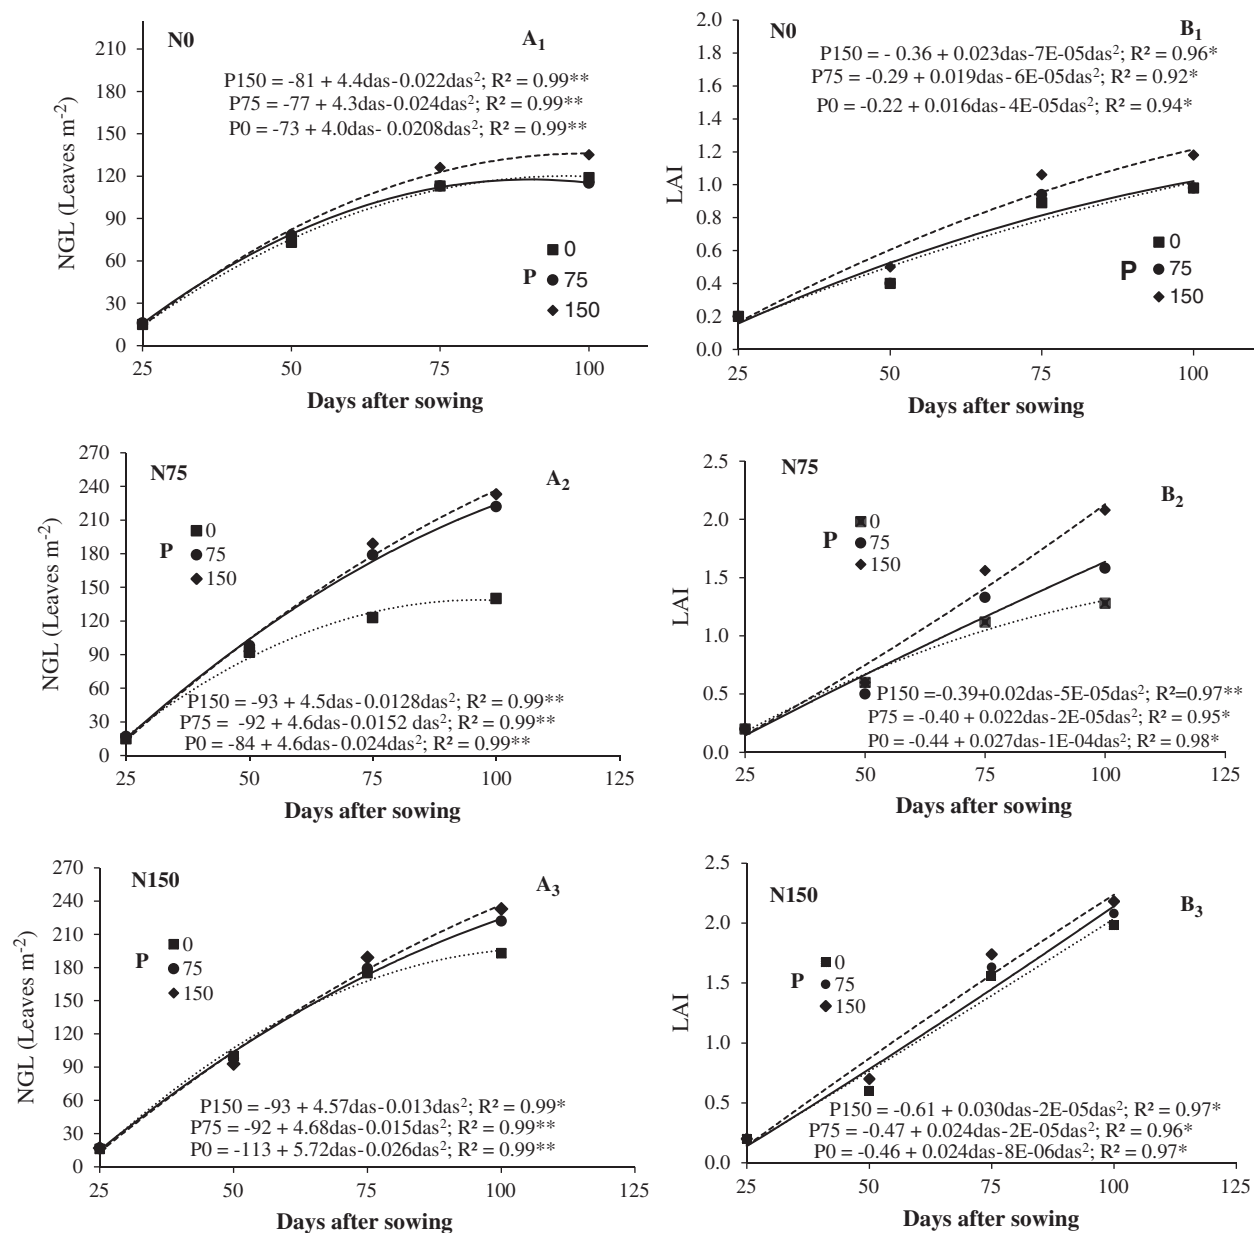 N0
A₁
P150 = -81 + 4.4das-0.022das²; R² = 0.99**
P75 = -77 + 4.3das-0.024das²; R² = 0.99**
P0 = -73 + 4.0das- 0.0208das²; R² = 0.99**
NGL (Leaves m⁻²)
210
180
150
120
90
60
30
0
P
0
75
150
25
50
75
100
Days after sowing
N0
B₁
P150 = - 0.36 + 0.023das-7E-05das²; R² = 0.96*
P75 = -0.29 + 0.019das- 6E-05das²; R² = 0.92*
P0 = -0.22 + 0.016das- 4E-05das²; R² = 0.94*
LAI
2.0
1.8
1.6
1.4
1.2
1.0
0.8
0.6
0.4
0.2
0.0
P
0
75
150
25
50
75
100
Days after sowing
N75
A₂
NGL (Leaves m⁻²)
270
240
210
180
150
120
90
60
30
0
P
0
75
150
P150 = -93 + 4.5das-0.0128das²; R² = 0.99**
P75 = -92 + 4.6das-0.0152 das²; R² = 0.99**
P0 = -84 + 4.6das-0.024das²; R² = 0.99**
25
50
75
100
125
Days after sowing
N75
B₂
LAI
2.5
2.0
1.5
1.0
0.5
0.0
P
0
75
150
P150 =-0.39+0.02das-5E-05das²; R²=0.97**
P75 = -0.40 + 0.022das-2E-05das²; R² = 0.95*
P0 = -0.44 + 0.027das-1E-04das²; R² = 0.98*
25
50
75
100
125
Days after sowing
N150
A₃
NGL (Leaves m⁻²)
270
240
210
180
150
120
90
60
30
0
P
0
75
150
P150 = -93 + 4.57das-0.013das²; R² = 0.99*
P75 = -92 + 4.68das-0.015das²; R² = 0.99**
P0 = -113 + 5.72das-0.026das²; R² = 0.99**
25
50
75
100
125
Days after sowing
N150
B₃
LAI
2.5
2.0
1.5
1.0
0.5
0.0
P
0
75
150
P150 = -0.61 + 0.030das-2E-05das²; R² = 0.97*
P75 = -0.47 + 0.024das-2E-05das²; R² = 0.96*
P0 = -0.46 + 0.024das-8E-06das²; R² = 0.97*
25
50
75
100
125
Days after sowing